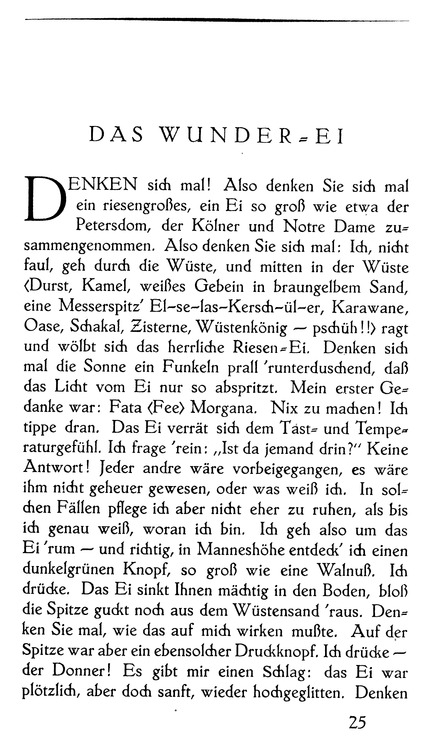 DAS WUNDER=EI
DENKEN sich mal! Also denken Sie sich mal
ein riesengroßes, ein Ei so groß wie etwa der
Petersdom, der Kölner und Notre Dame zu=
sammengenommen. Also denken Sie sich mal: Ich, nicht
faul, geh durch die Wüste, und mitten in der Wüste
(Durst, Kamel, weißes Gebein in braungelbem Sand,
eine Messerspitz' El=se=las=Kersch=ül=er, Karawane,
Oase, Schakal, Zisterne, Wüstenkönig — pschüh!!) ragt
und wölbt sich das herrliche Riesen=Ei. Denken sich
mal die Sonne ein Funkeln prall 'runterduschend, daß
das Licht vom Ei nur so abspritzt. Mein erster Ge=
danke war: Fata (Fee) Morgana. Nix zu machen! Ich
tippe dran. Das Ei verrät sich dem Tast= und Tempe=
raturgefühl. Ich frage 'rein: „Ist da jemand drin?“ Keine
Antwort! Jeder andre wäre vorbeigegangen, es wäre
ihm nicht geheuer gewesen, oder was weiß ich. In sol=
chen Fällen pflege ich aber nicht eher zu ruhen, als bis
ich genau weiß, woran ich bin. Ich geh also um das
Ei 'rum — und richtig, in Manneshöhe entdeck' ich einen
dunkelgrünen Knopf, so groß wie eine Walnuß. Ich
drücke. Das Ei sinkt Ihnen mächtig in den Boden, bloß
die Spitze guckt noch aus dem Wüstensand 'raus. Den=
ken Sie mal, wie das auf mich wirken mußte. Auf der
Spitze war aber ein ebensolcher Druckknopf. Ich drücke —
der Donner! Es gibt mir einen Schlag: das Ei war
plötzlich, aber doch sanft, wieder hochgeglitten. Denken
25